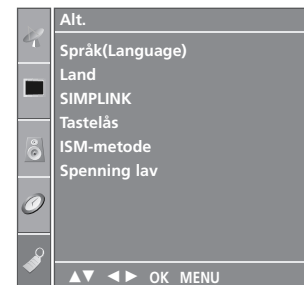 Alt.
Språk(Language)
Land
SIMPLINK
Tastelås
ISM-metode
Spenning lav
▲▼ ◄► OK MENU